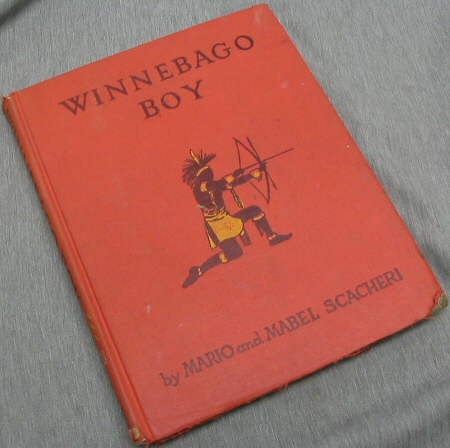 WINNEBAGO
BOY
by MARIO and MABEL SCACHERI